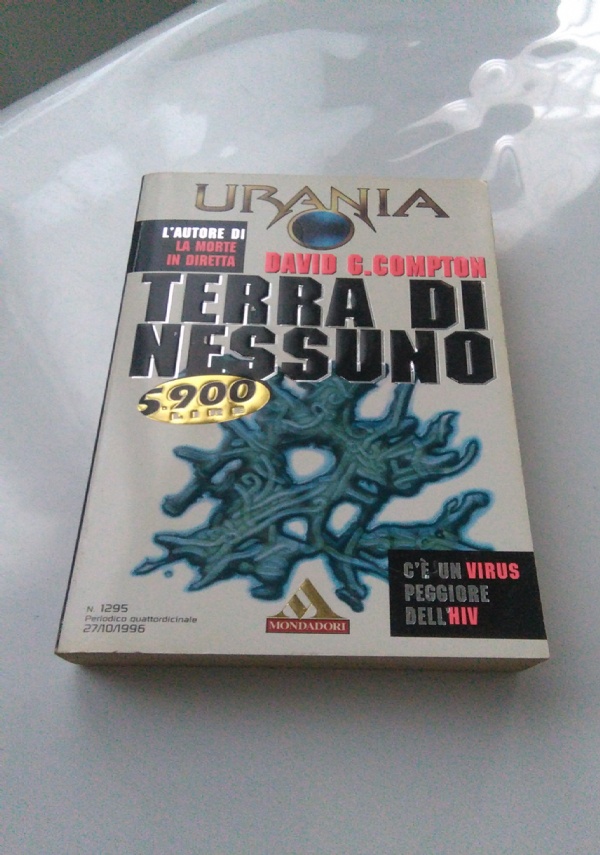 URANIA
L'AUTORE DI
LA MORTE
IN DIRETTA
DAVID G. COMPTON
TERRA DI
NESSUNO
5.900
LIRE
C'È UN VIRUS
PEGGIORE
DELL'HIV
N. 1295
Periodico quattordicinale
27/10/1996
MONDADORI